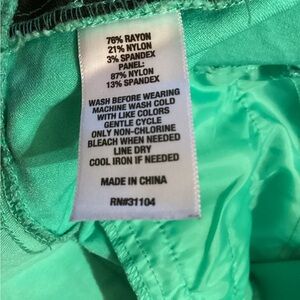 76% RAYON
21% NYLON
3% SPANDEX
PANEL:
87% NYLON
13% SPANDEX
WASH BEFORE WEARING
MACHINE WASH COLD
WITH LIKE COLORS
GENTLE CYCLE
ONLY NON-CHLORINE
BLEACH WHEN NEEDED
LINE DRY
COOL IRON IF NEEDED
MADE IN CHINA
RN#31104